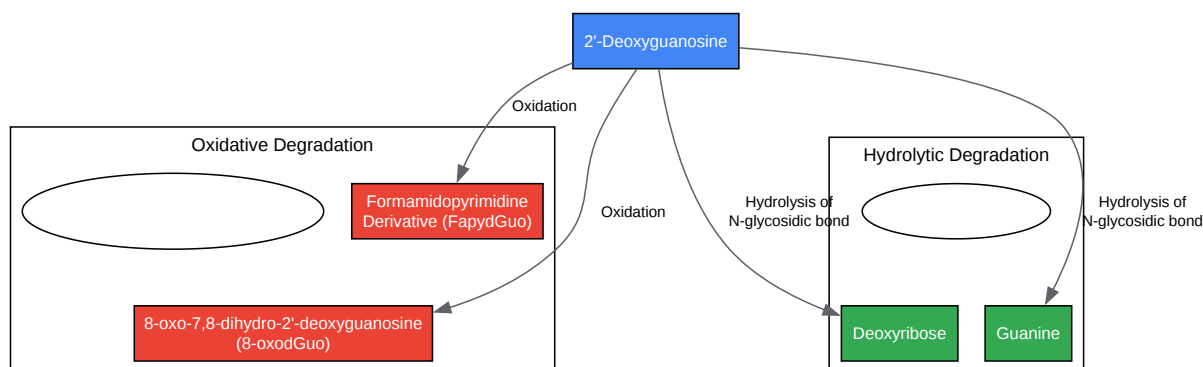 2'-Deoxyguanosine
Oxidation
Oxidative Degradation
Hydrolytic Degradation
Formamidopyrimidine
Derivative (FapydGuo)
Oxidation
Hydrolysis of
N-glycosidic bond
Hydrolysis of
N-glycosidic bond
8-oxo-7,8-dihydro-2'-deoxyguanosine
(8-oxodGuo)
Deoxyribose
Guanine